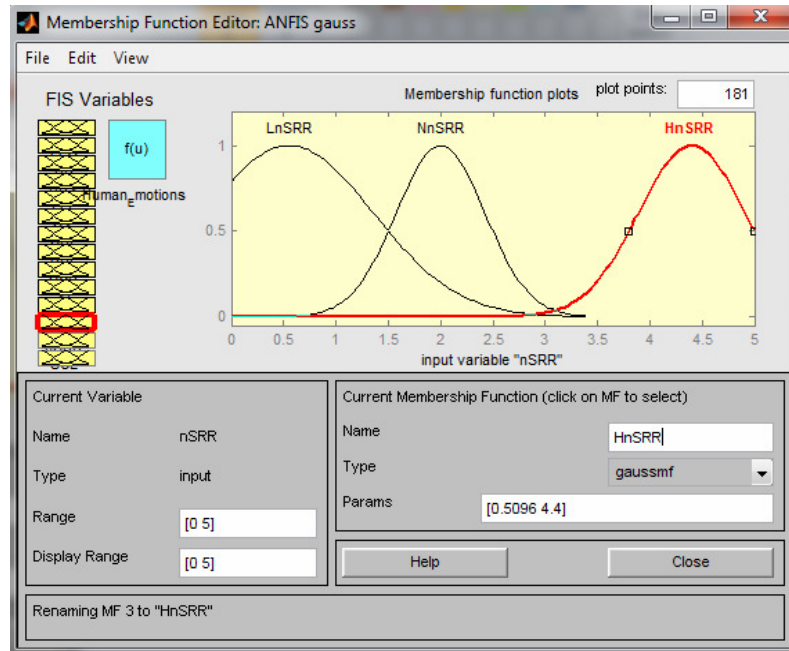 Membership Function Editor: ANFIS gauss
File Edit View
FIS Variables
f(u)
Human_Emotions
Membership function plots
plot points:
181
LnSRR
NnSRR
HnSRR
1
0.5
0
0 0.5 1 1.5 2 2.5 3 3.5 4 4.5 5
input variable "nSRR"
Current Variable
Name nSRR
Type input
Range [0 5]
Display Range [0 5]
Current Membership Function (click on MF to select)
Name HnSRR
Type gaussmf
Params [0.5096 4.4]
Help Close
Renaming MF 3 to "HnSRR"